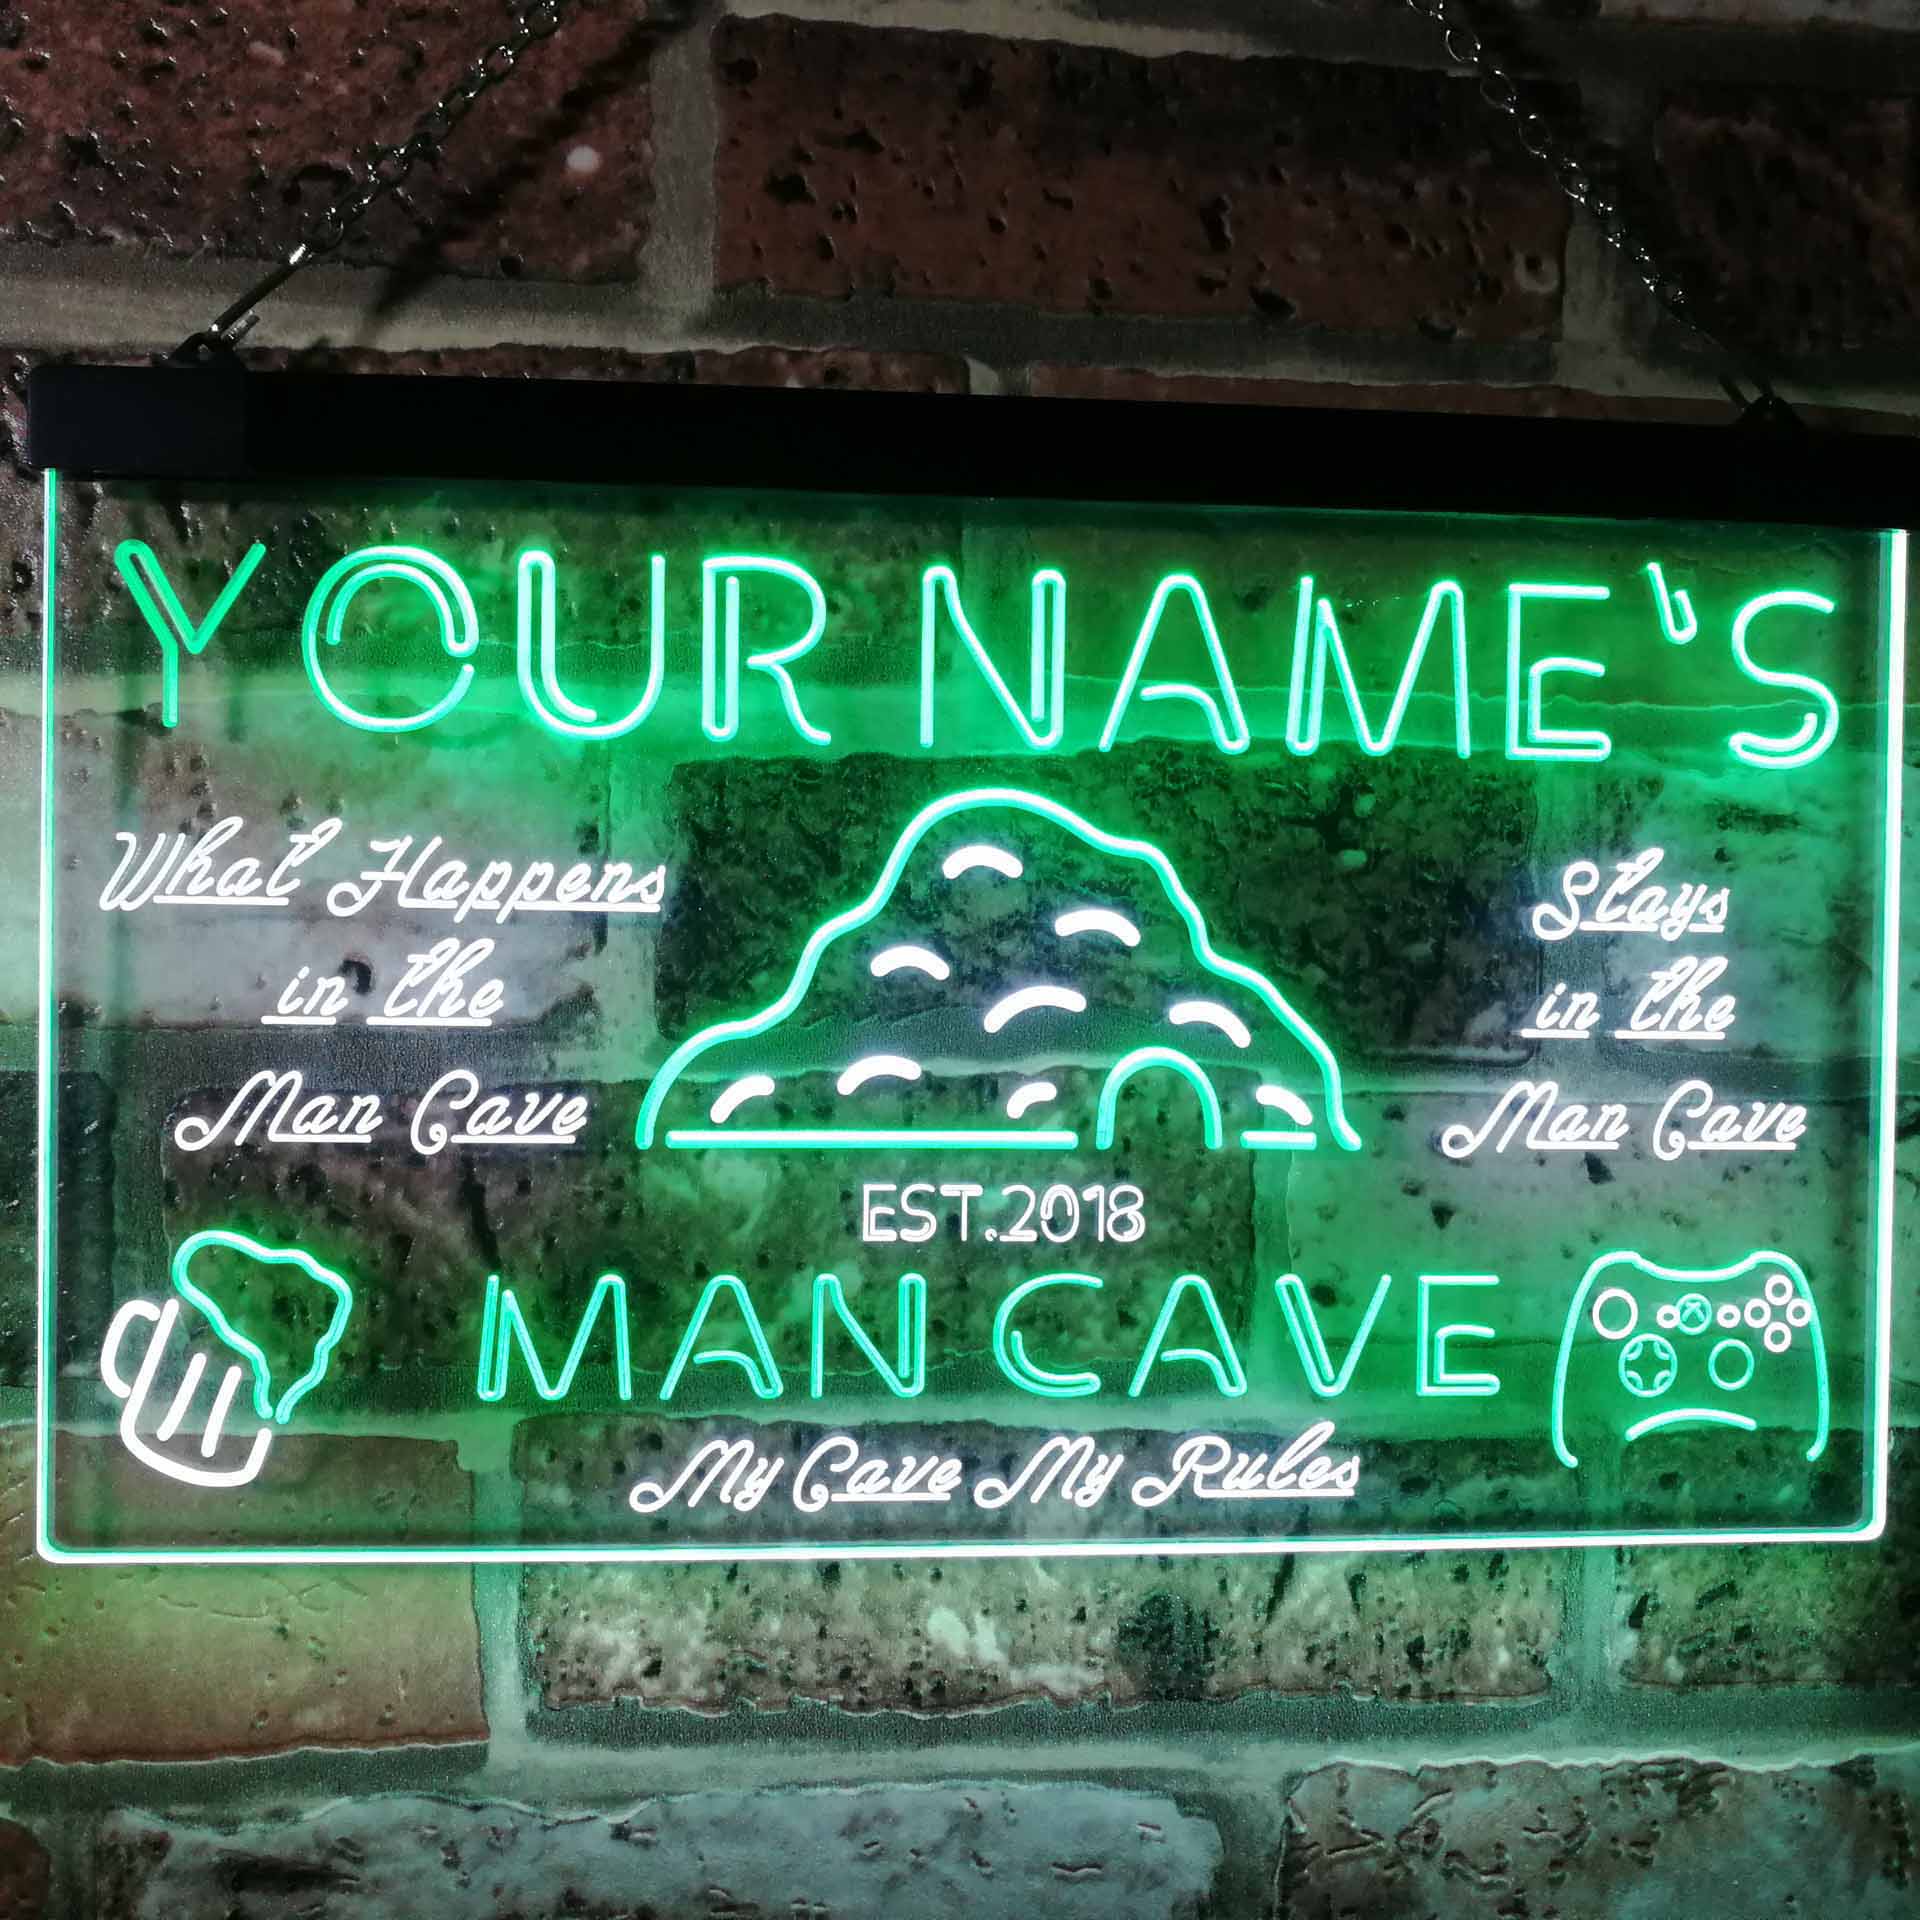 YOUR NAME'S
What Happens
in the
Man Cave
Stays
in the
Man Cave
EST.2018
MAN CAVE
My Cave My Rules